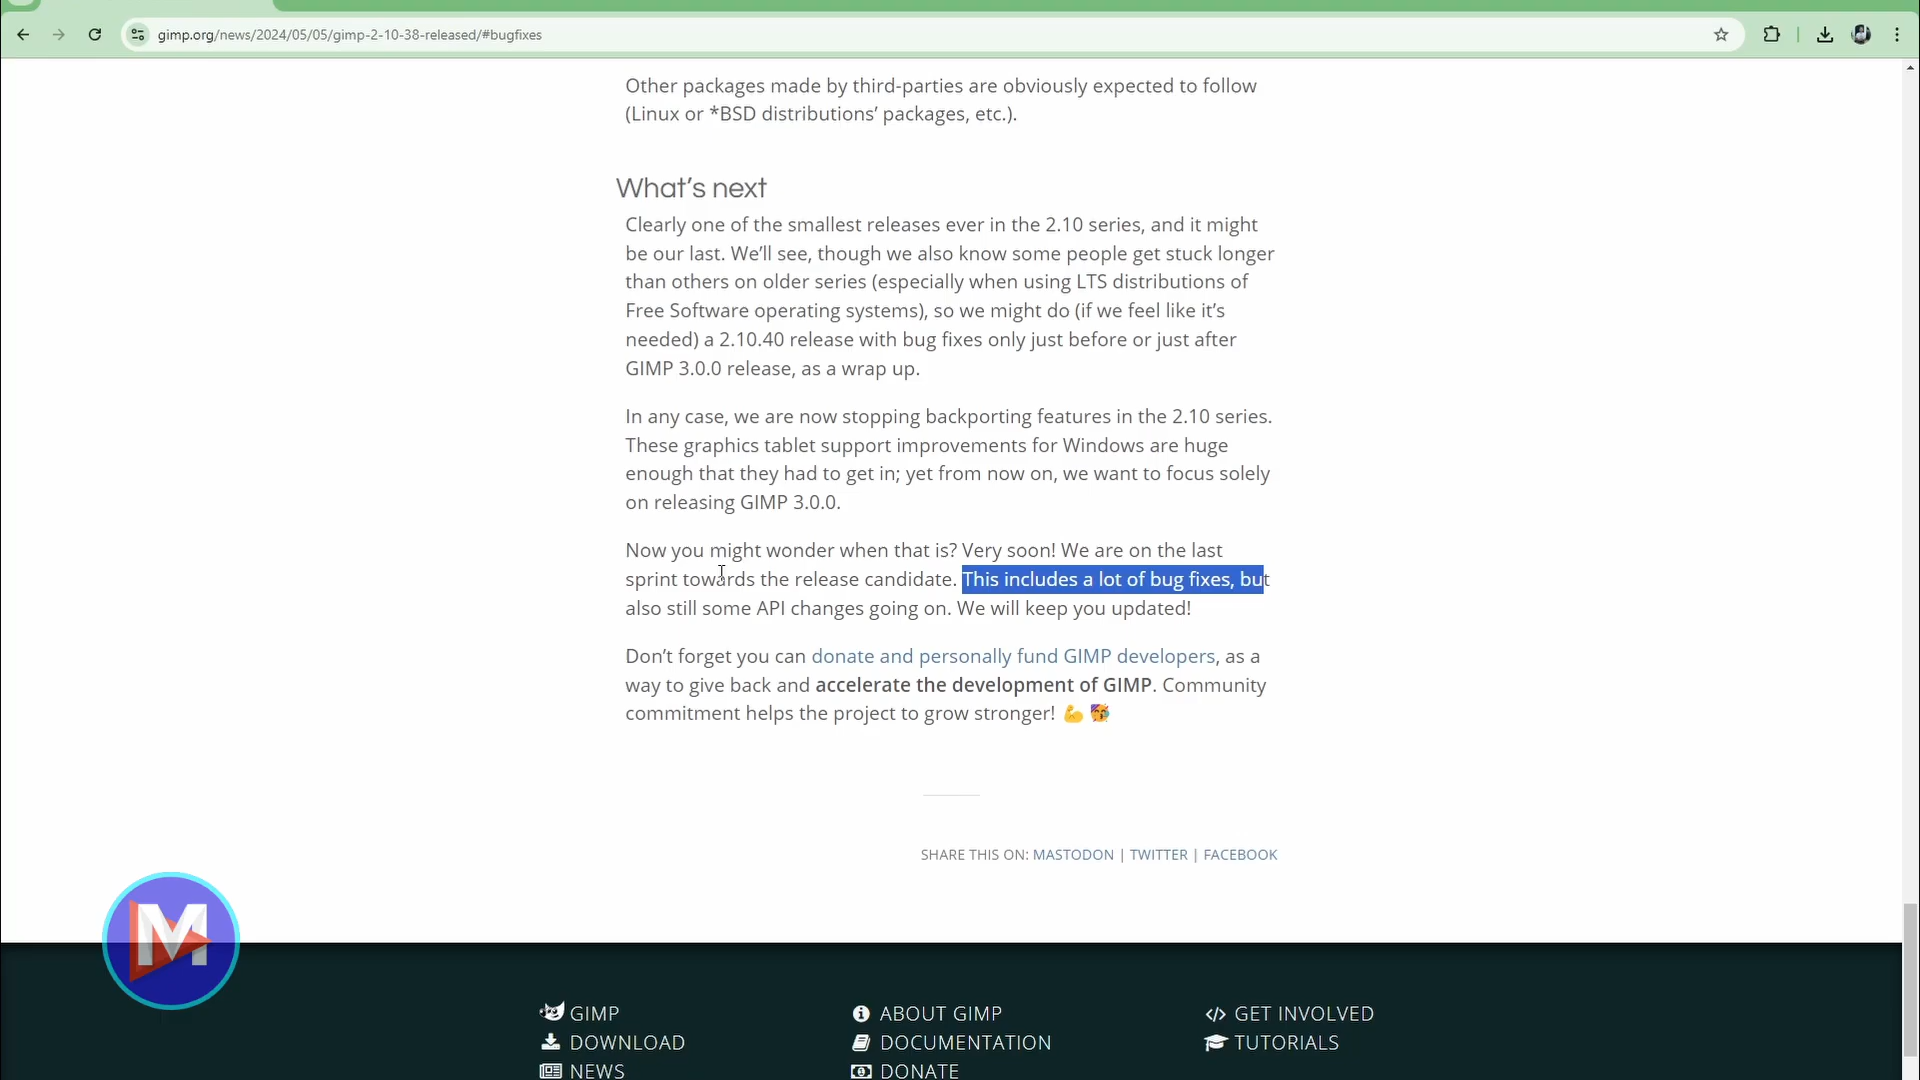 gimp.org/news/2024/05/05/gimp-2-10-38-released/#bugfixes
Other packages made by third-parties are obviously expected to follow
(Linux or *BSD distributions’ packages, etc.).
What’s next
Clearly one of the smallest releases ever in the 2.10 series, and it might
be our last. We’ll see, though we also know some people get stuck longer
than others on older series (especially when using LTS distributions of
Free Software operating systems), so we might do (if we feel like it’s
needed) a 2.10.40 release with bug fixes only just before or just after
GIMP 3.0.0 release, as a wrap up.
In any case, we are now stopping backporting features in the 2.10 series.
These graphics tablet support improvements for Windows are huge
enough that they had to get in; yet from now on, we want to focus solely
on releasing GIMP 3.0.0.
Now you might wonder when that is? Very soon! We are on the last
sprint towards the release candidate. This includes a lot of bug fixes, but
also still some API changes going on. We will keep you updated!
Don’t forget you can donate and personally fund GIMP developers, as a
way to give back and accelerate the development of GIMP. Community
commitment helps the project to grow stronger! 💪 🥳
SHARE THIS ON: MASTODON | TWITTER | FACEBOOK
M
GIMP
DOWNLOAD
NEWS
ABOUT GIMP
DOCUMENTATION
DONATE
GET INVOLVED
TUTORIALS